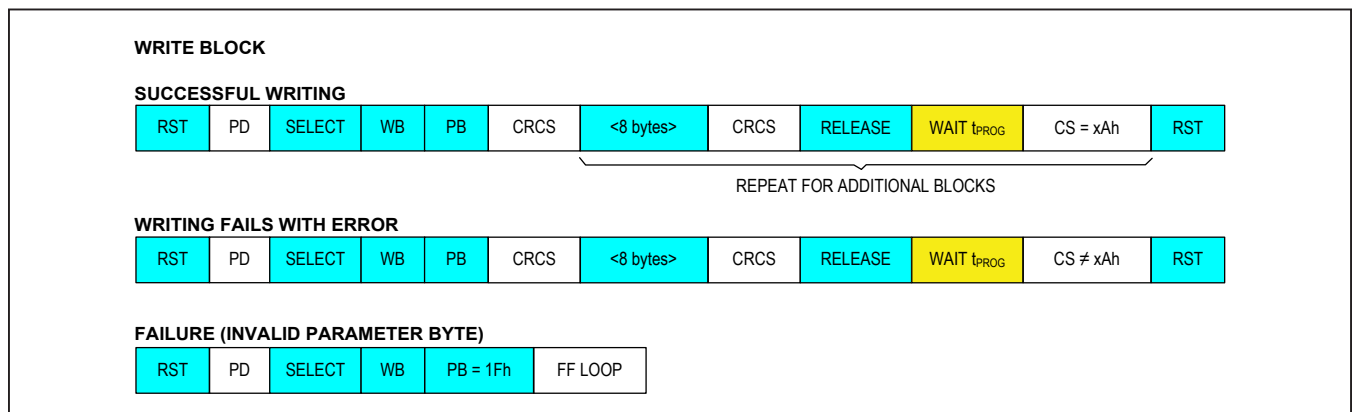 WRITE BLOCK
SUCCESSFUL WRITING
RST PD SELECT WB PB CRCS <8 bytes> CRCS RELEASE WAIT tPROG CS = xAh RST
REPEAT FOR ADDITIONAL BLOCKS
WRITING FAILS WITH ERROR
RST PD SELECT WB PB CRCS <8 bytes> CRCS RELEASE WAIT tPROG CS ≠ xAh RST
FAILURE (INVALID PARAMETER BYTE)
RST PD SELECT WB PB = 1Fh FF LOOP